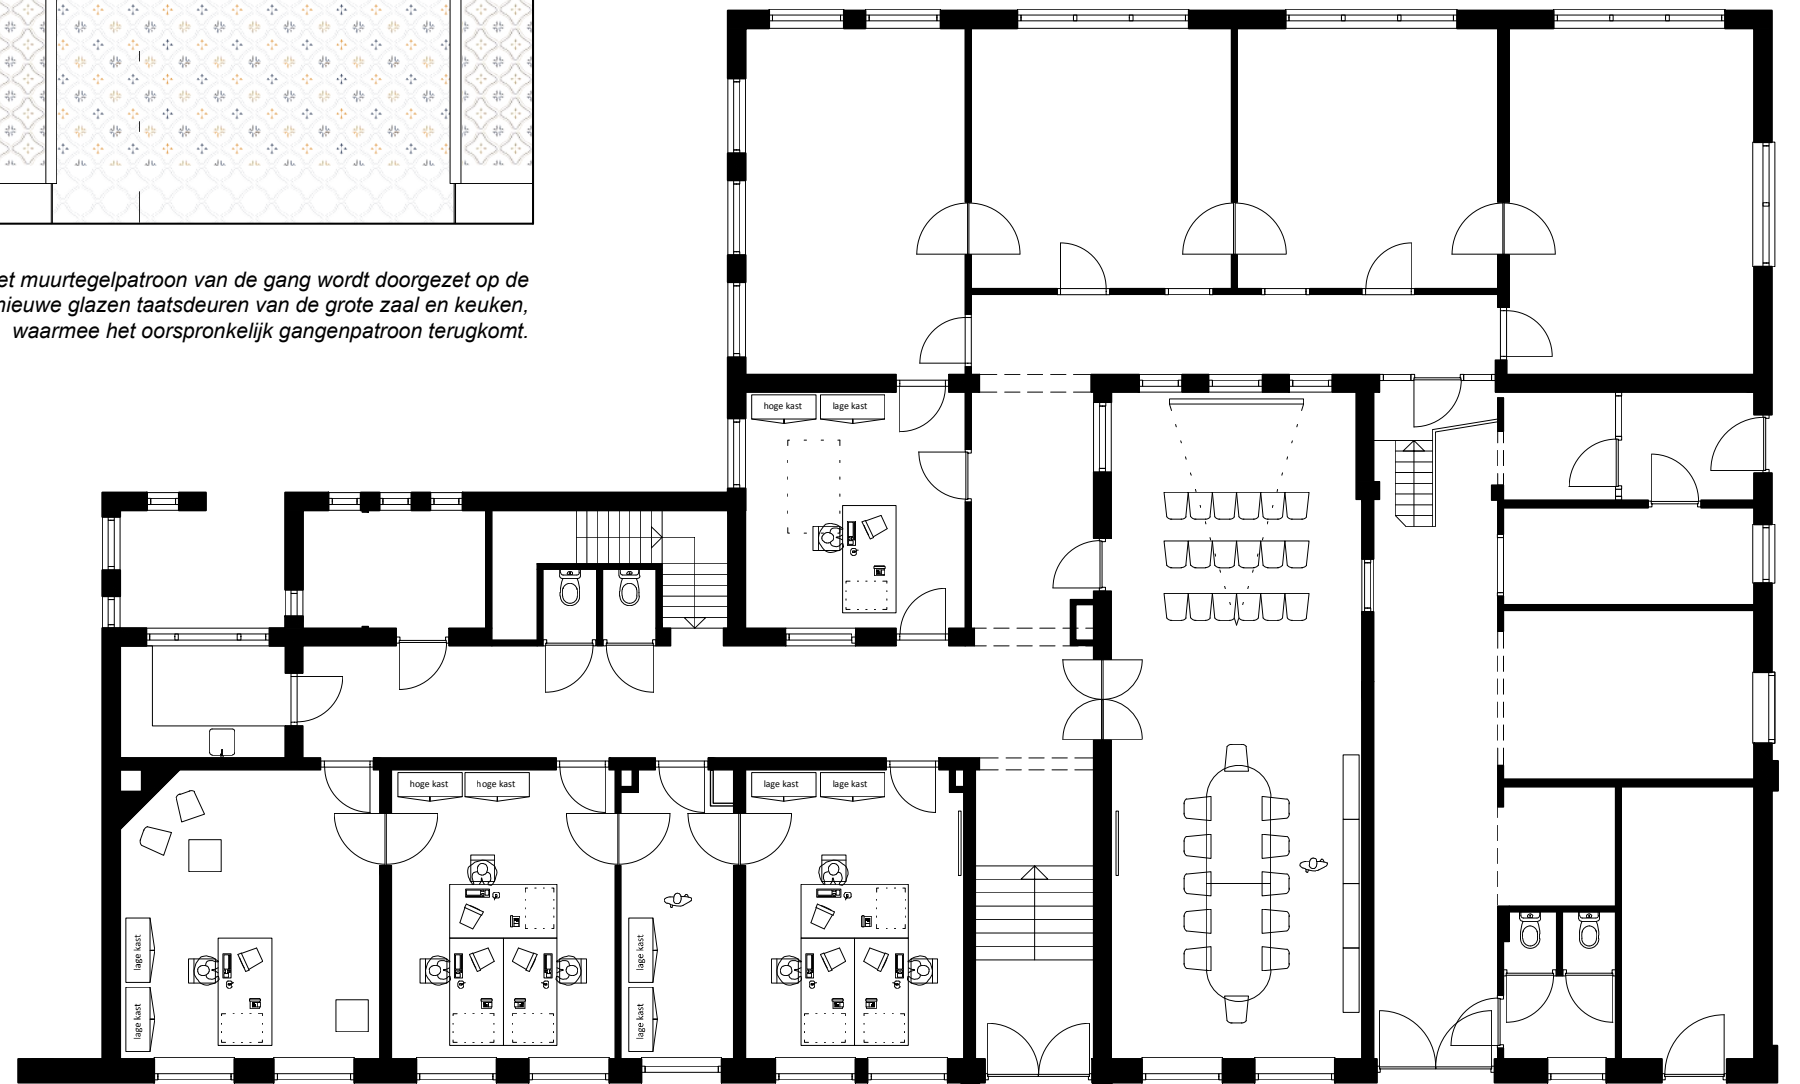 et muurtegelpatroon van de gang wordt doorgezet op de
nieuwe glazen taatsdeuren van de grote zaal en keuken,
waarmee het oorspronkelijk gangenpatroon terugkomt.
hoge kast
lage kast
hoge kast
hoge kast
lage kast
lage kast
lage kast
lage kast
lage kast
lage kast